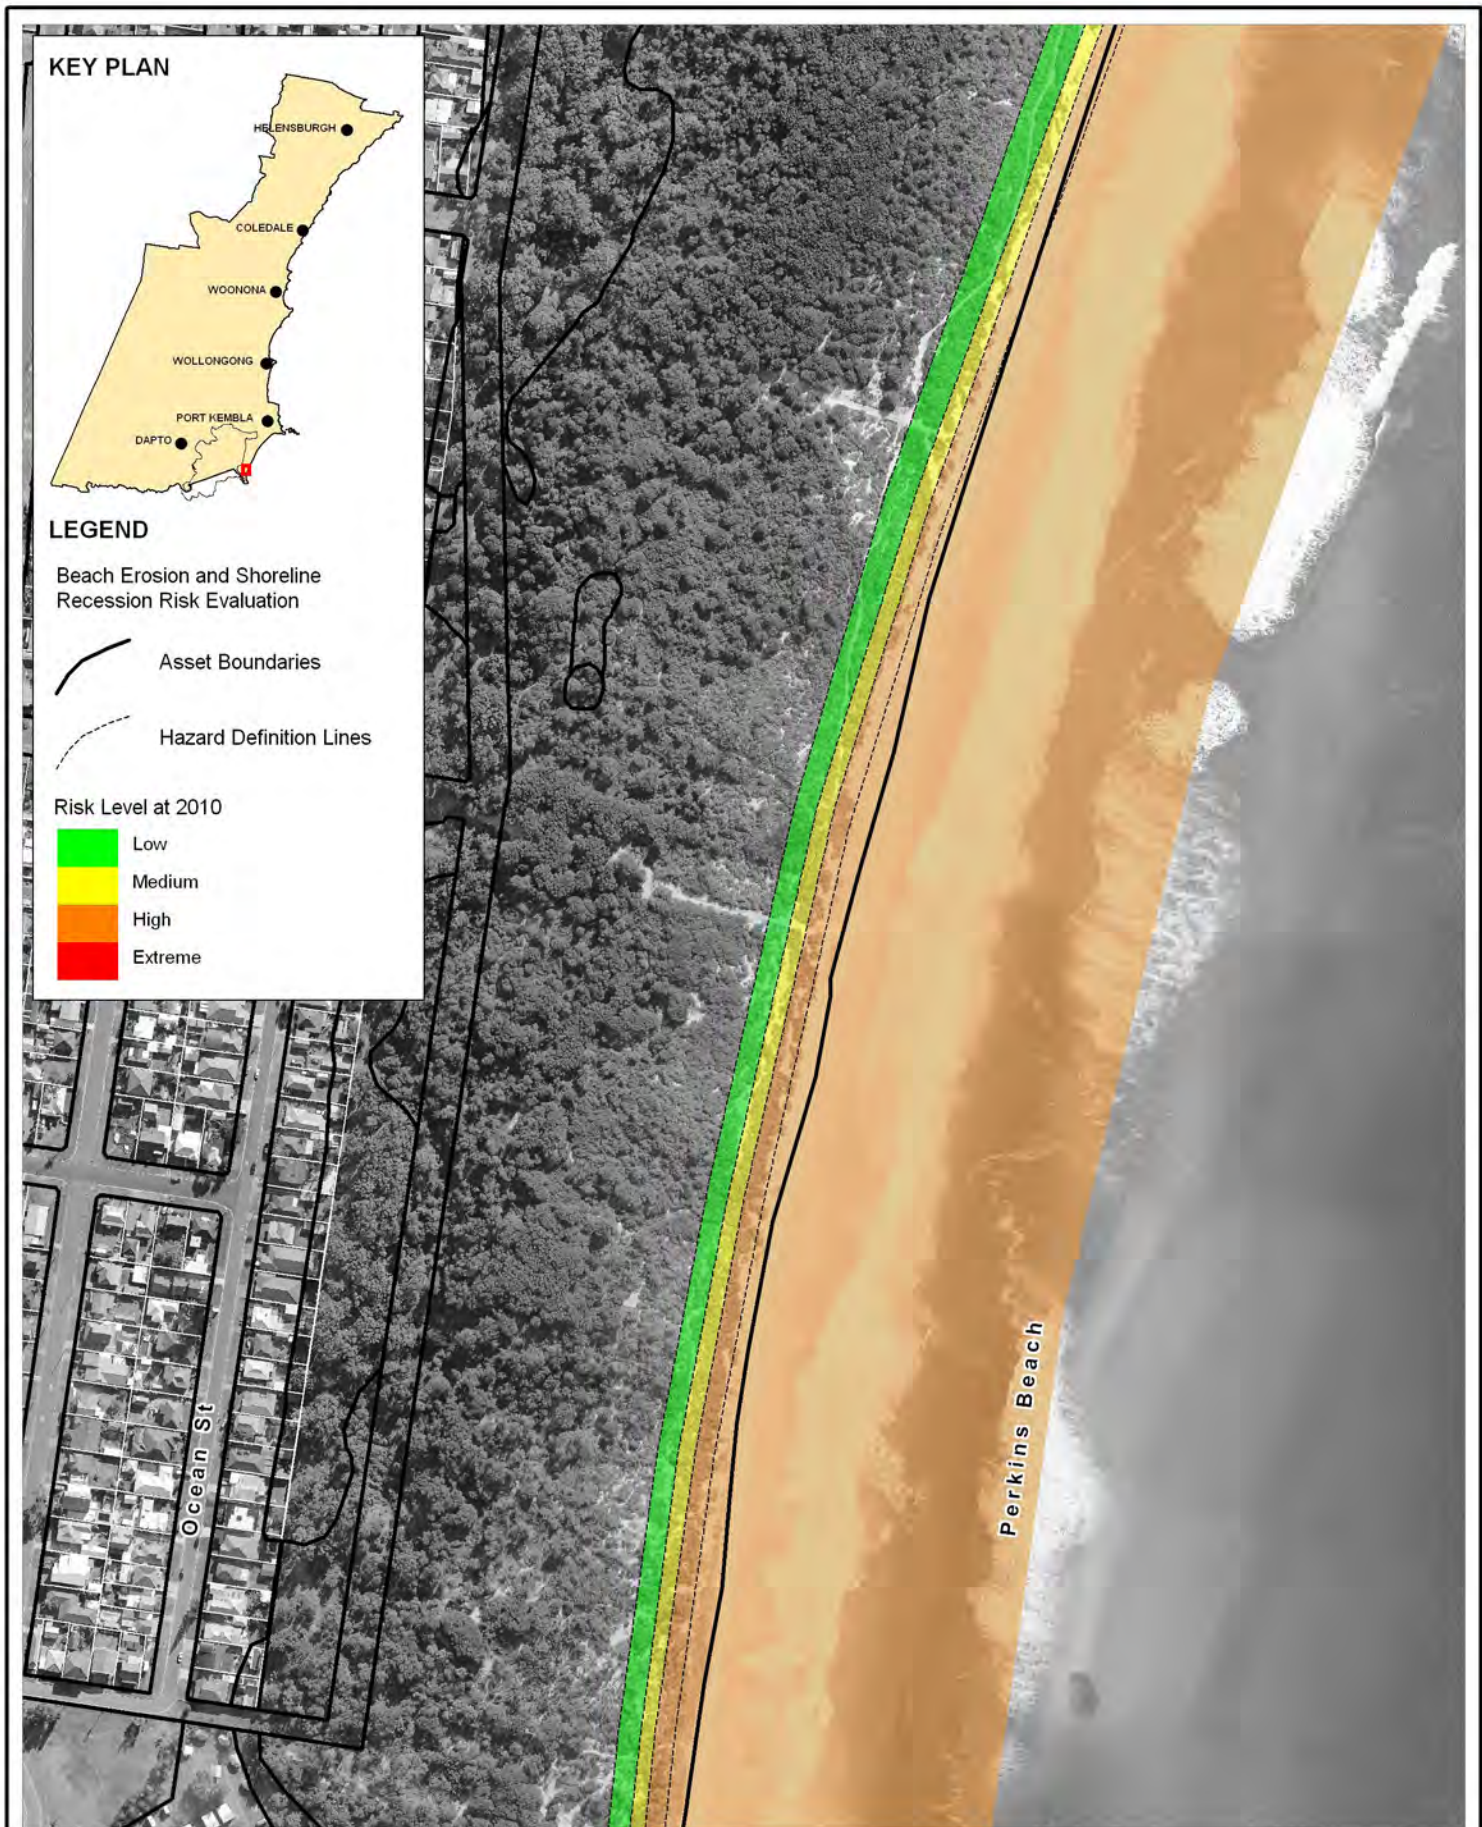 KEY PLAN
HELENSBURGH
COLEDALE
WOONONA
WOLLONGONG
PORT KEMBLA
DAPTO
LEGEND
Beach Erosion and Shoreline
Recession Risk Evaluation
Asset Boundaries
Hazard Definition Lines
Risk Level at 2010
Low
Medium
High
Extreme
Ocean St
Perkins Beach